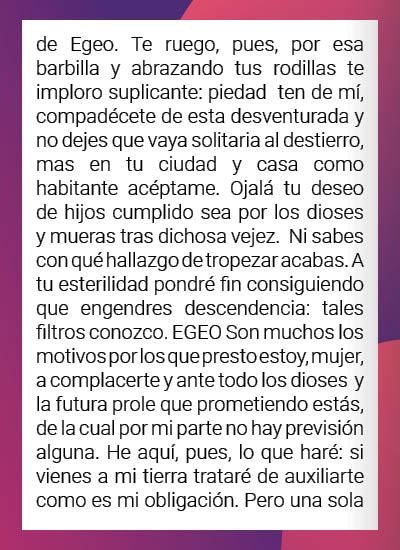 de Egeo. Te ruego, pues, por esa
barbilla y abrazando tus rodillas te
imploro suplicante: piedad ten de mí,
compadécete de esta desventurada y
no dejes que vaya solitaria al destierro,
mas en tu ciudad y casa como
habitante acéptame. Ojalá tu deseo
de hijos cumplido sea por los dioses
y mueras tras dichosa vejez. Ni sabes
con qué hallazgo de tropezar acabas. A
tu esterilidad pondré fin consiguiendo
que engendres descendencia: tales
filtros conozco. EGEO Son muchos los
motivos por los que presto estoy, mujer,
a complacerte y ante todo los dioses y
la futura prole que prometiendo estás,
de la cual por mi parte no hay previsión
alguna. He aquí, pues, lo que haré: si
vienes a mi tierra trataré de auxiliarte
como es mi obligación. Pero una sola